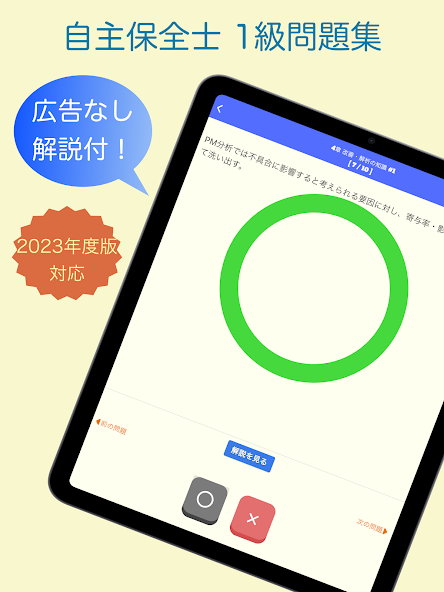 自主保全士 1級問題集
広告なし
解説付！
2023年度版
対応
4章 改善・解析の知識 #1
[ 7 / 10 ]
PM分析では不具合に影響すると考えられる要因に対し、寄与率・影
て洗い出す。
前の問題
解説を見る
次の問題